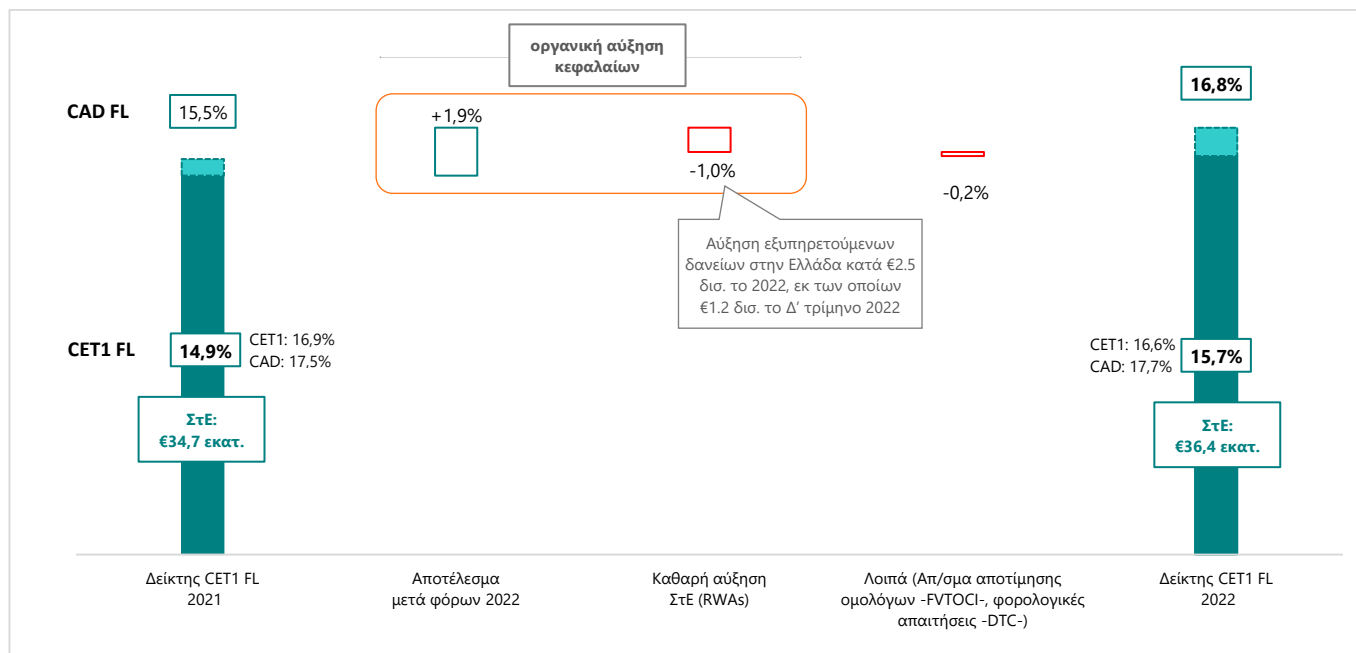 οργανική αύξηση
κεφαλαίων
CAD FL
15,5%
+1,9%
-1,0%
-0,2%
16,8%
Αύξηση εξυπηρετούμενων
δανείων στην Ελλάδα κατά €2.5
δισ. το 2022, εκ των οποίων
€1.2 δισ. το Δ' τρίμηνο 2022
CET1 FL
14,9%
CET1: 16,9%
CAD: 17,5%
CET1: 16,6%
CAD: 17,7%
15,7%
ΣτΕ:
€34,7 εκατ.
ΣτΕ:
€36,4 εκατ.
Δείκτης CET1 FL
2021
Αποτέλεσμα
μετά φόρων 2022
Καθαρή αύξηση
ΣτΕ (RWAs)
Λοιπά (Απ/σμα αποτίμησης
ομολόγων -FVTOCI-, φορολογικές
απαιτήσεις -DTC-)
Δείκτης CET1 FL
2022